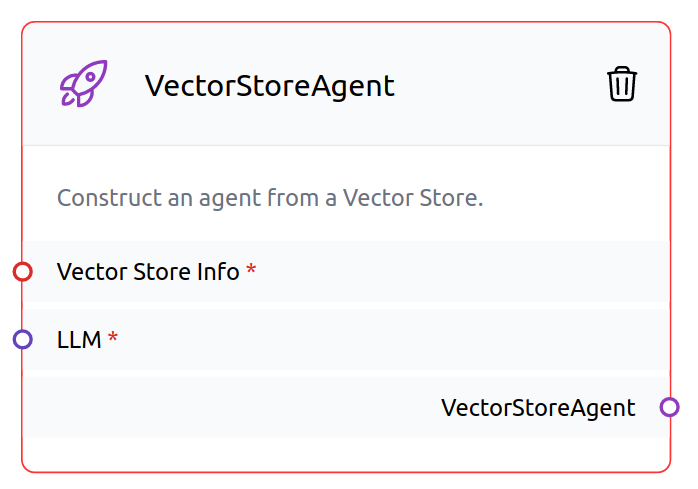 VectorStoreAgent
Construct an agent from a Vector Store.
Vector Store Info *
LLM *
VectorStoreAgent